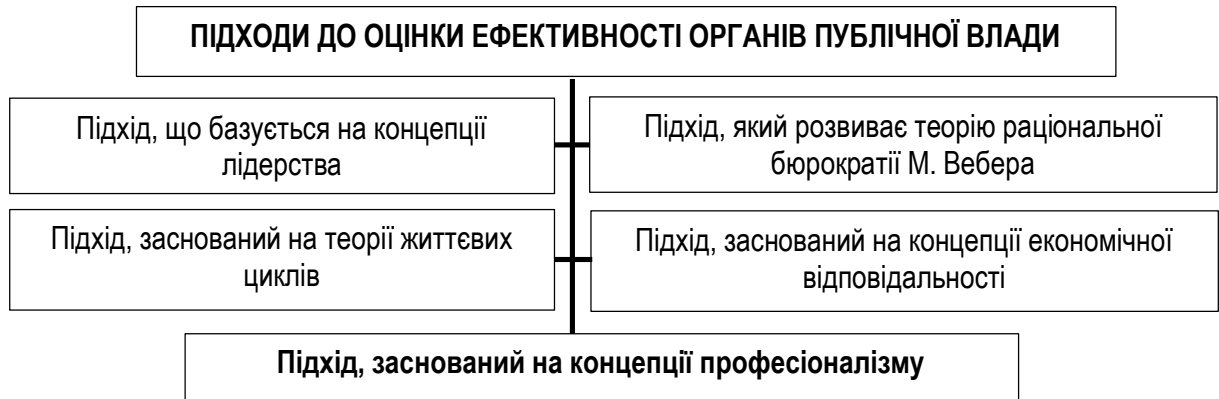 ПІДХОДИ ДО ОЦІНКИ ЕФЕКТИВНОСТІ ОРГАНІВ ПУБЛІЧНОЇ ВЛАДИ
Підхід, що базується на концепції
лідерства
Підхід, який розвиває теорію раціональної
бюрократії М. Вебера
Підхід, заснований на теорії життєвих
циклів
Підхід, заснований на концепції економічної
відповідальності
Підхід, заснований на концепції професіоналізму